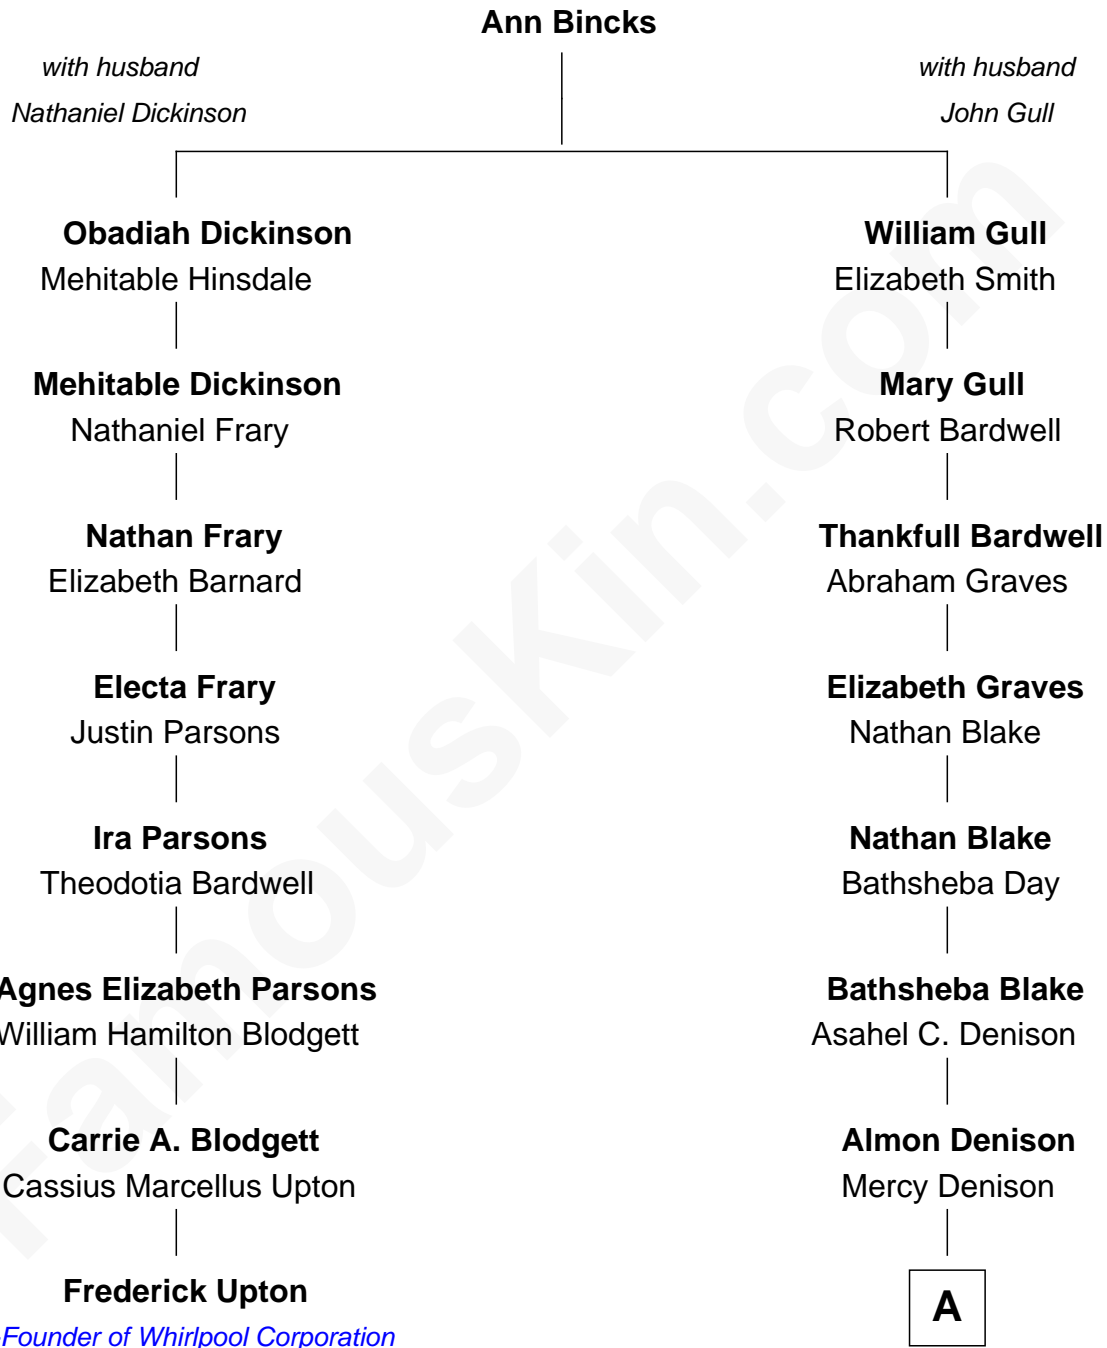 Ann Bincks
with husband
Nathaniel Dickinson
with husband
John Gull
Obadiah Dickinson
Mehitable Hinsdale
William Gull
Elizabeth Smith
Mehitable Dickinson
Nathaniel Frary
Mary Gull
Robert Bardwell
Nathan Frary
Elizabeth Barnard
Thankfull Bardwell
Abraham Graves
Electa Frary
Justin Parsons
Elizabeth Graves
Nathan Blake
Ira Parsons
Theodotia Bardwell
Nathan Blake
Bathsheba Day
Agnes Elizabeth Parsons
William Hamilton Blodgett
Bathsheba Blake
Asahel C. Denison
Carrie A. Blodgett
Cassius Marcellus Upton
Almon Denison
Mercy Denison
Frederick Upton
-Founder of Whirlpool Corporation
A
FamousKin.com